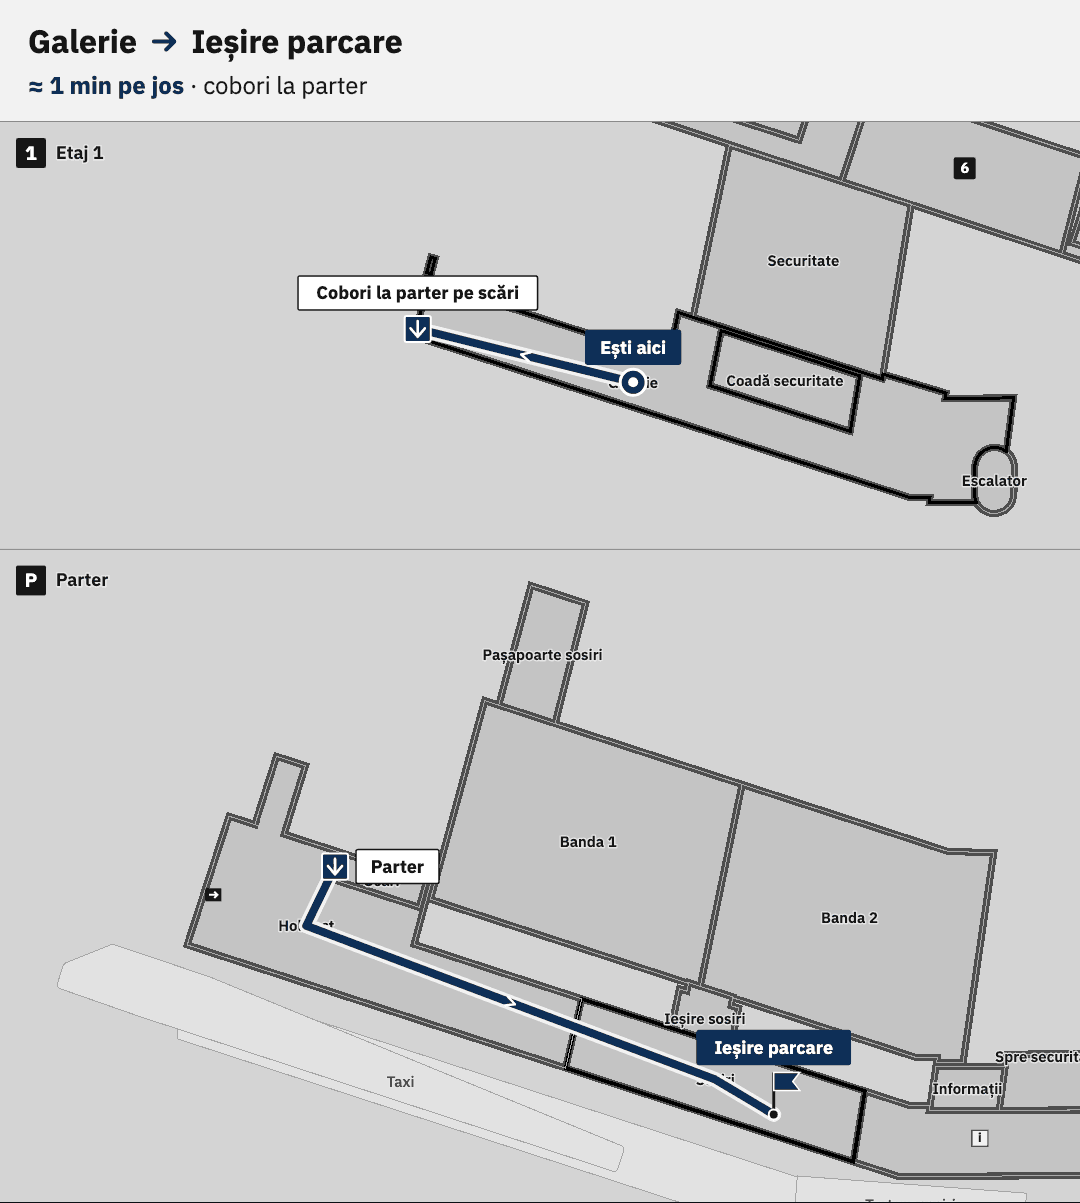 Galerie → Ieșire parcare
≈ 1 min pe jos · cobori la parter
1 Etaj 1
6
Securitate
Cobori la parter pe scări
Ești aici
Coadă securitate
Escalator
P Parter
Pașapoarte sosiri
Banda 1
Parter
Banda 2
Ieșire sosiri
Ieșire parcare
Spre securit
Informații
Taxi
i